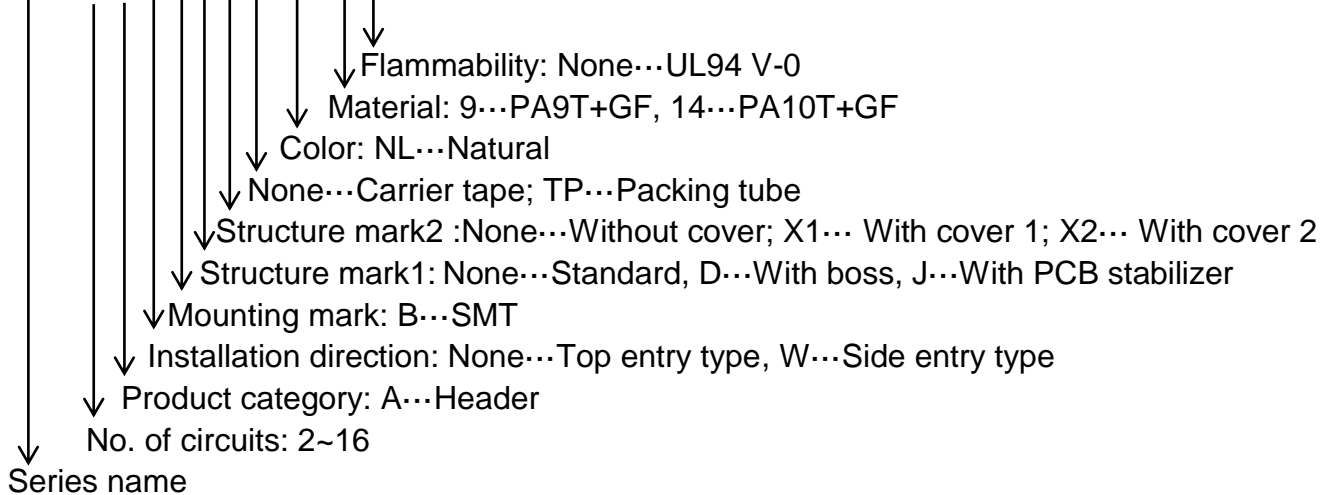 Flammability: None···UL94 V-0
Material: 9···PA9T+GF, 14···PA10T+GF
Color: NL···Natural
None···Carrier tape; TP···Packing tube
Structure mark2 :None···Without cover; X1··· With cover 1; X2··· With cover 2
Structure mark1: None···Standard, D···With boss, J···With PCB stabilizer
Mounting mark: B···SMT
Installation direction: None···Top entry type, W···Side entry type
Product category: A···Header
No. of circuits: 2~16
Series name